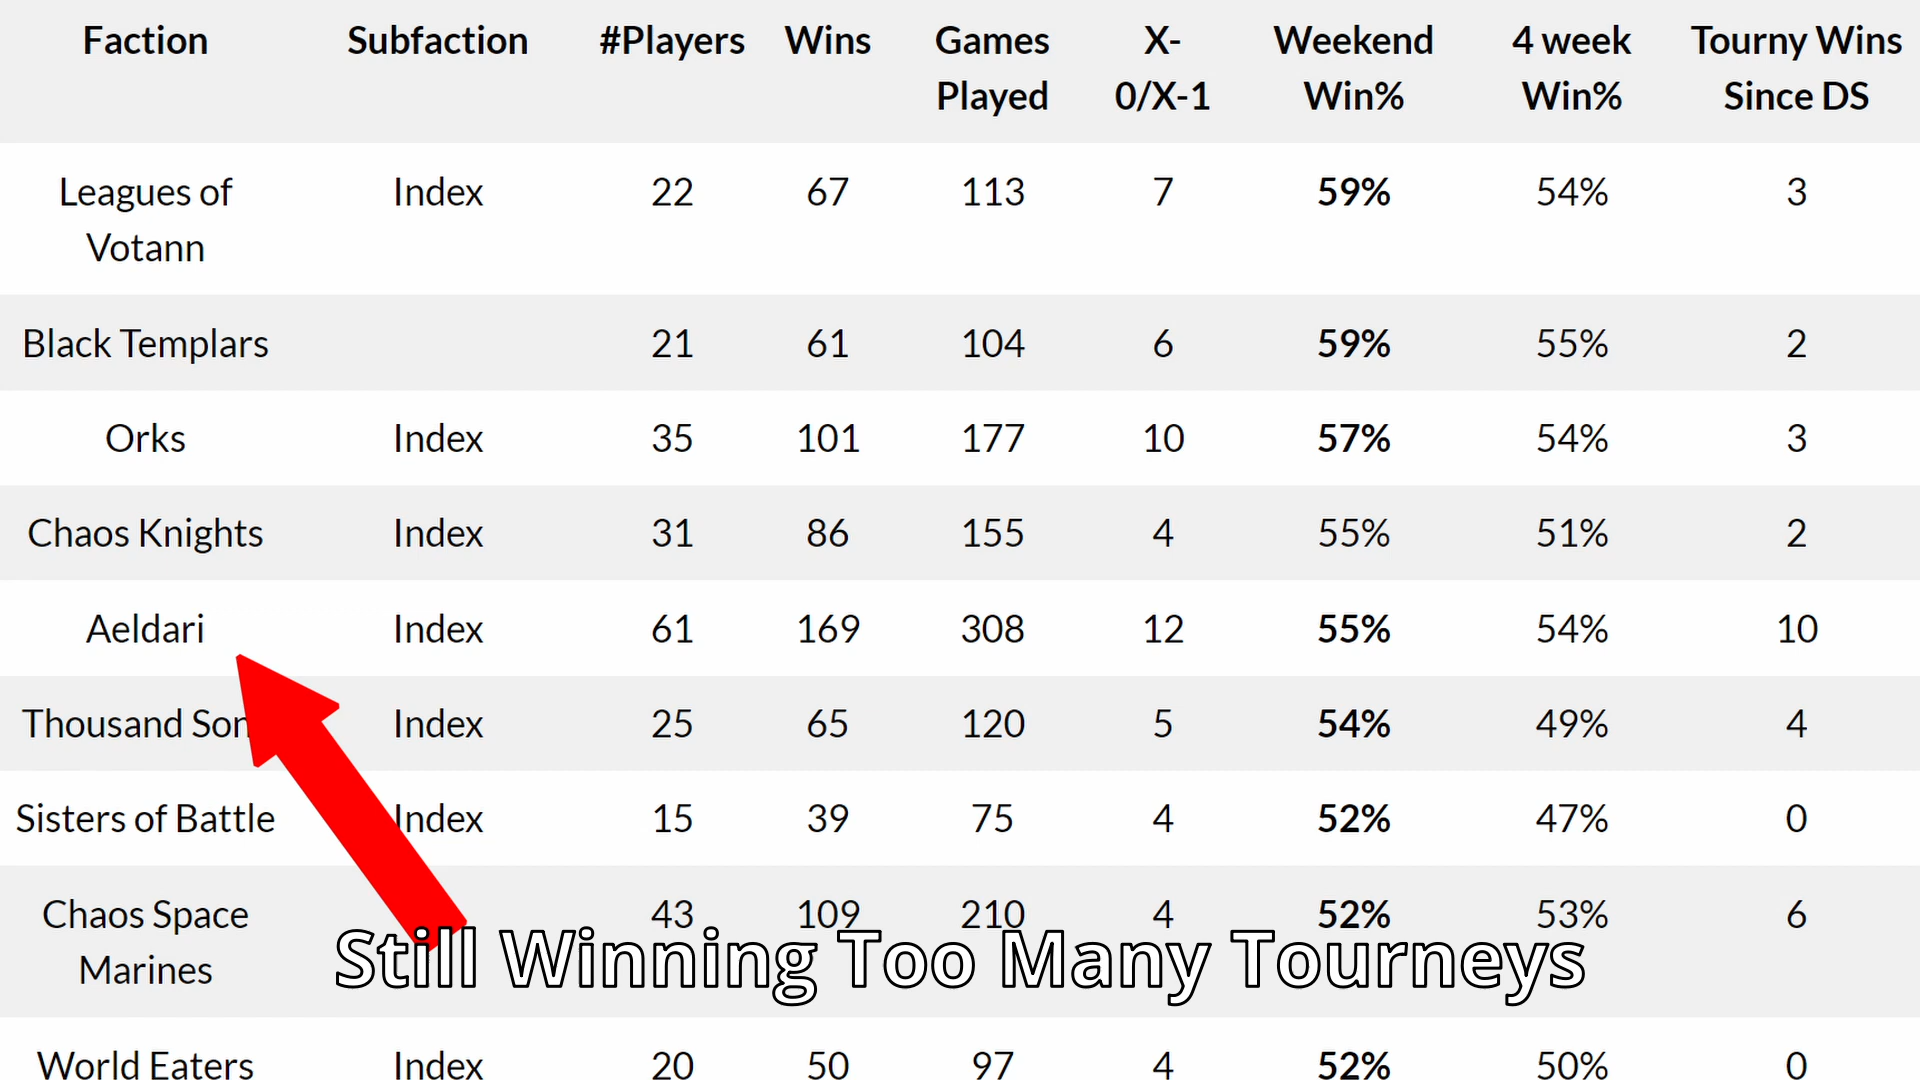 Faction Subfaction #Players Wins Games X- Weekend 4 week Tourny Wins
Played 0/X-1 Win% Win% Since DS
Leagues of Index 22 67 113 7 59% 54% 3
Votann
Black Templars 21 61 104 6 59% 55% 2
Orks Index 35 101 177 10 57% 54% 3
Chaos Knights Index 31 86 155 4 55% 51% 2
Aeldari Index 61 169 308 12 55% 54% 10
Thousand Son Index 25 65 120 5 54% 49% 4
Sisters of Battle Index 15 39 75 4 52% 47% 0
Chaos Space 43 109 210 4 52% 53% 6
Marines
Still Winning Too Many Tourneys
World Eaters Index 20 50 97 4 52% 50% 0